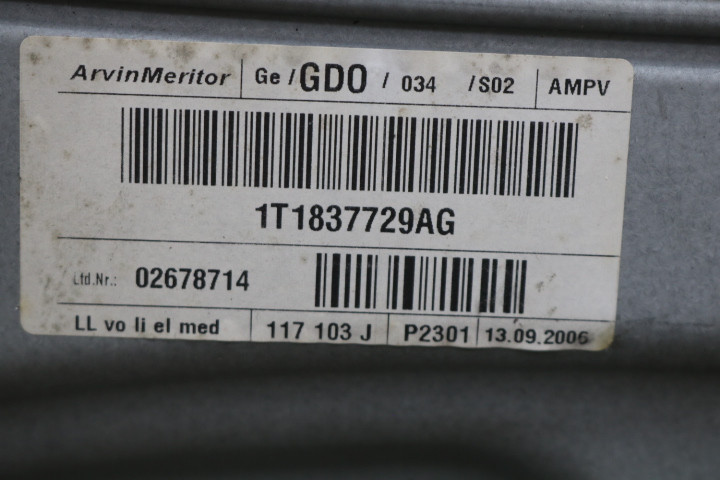 ArvinMeritor Ge / GDO / 034 / S02 AMPV
1T1837729AG
Lfd.Nr.: 02678714
LL vo li el med 117 103 J P2301 13.09.2006